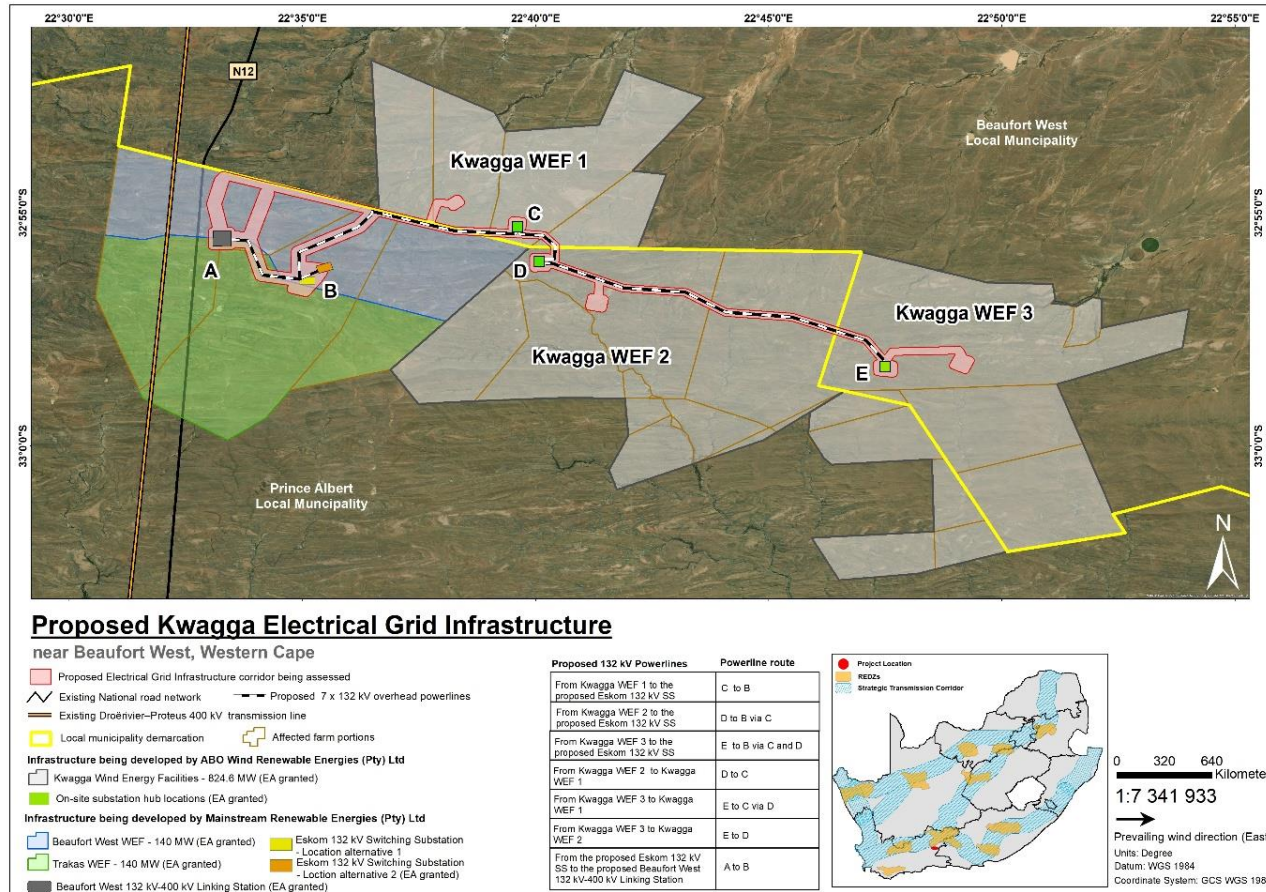 22°30'0"E 22°35'0"E 22°40'0"E 22°45'0"E 22°50'0"E 22°55'0"E
N12
Beaufort West
Local Muncipality
Kwagga WEF 1
32°55'0"S
32°55'0"S
C
A
D
B
Kwagga WEF 3
Kwagga WEF 2
E
33°0'0"S
33°0'0"S
Prince Albert
Local Muncipality
N
Proposed Kwagga Electrical Grid Infrastructure
near Beaufort West, Western Cape
Proposed Electrical Grid Infrastructure corridor being assessed
Existing National road network
Proposed 7 x 132 kV overhead powerlines
Existing Droërivier–Proteus 400 kV transmission line
Local municipality demarcation
Affected farm portions
Infrastructure being developed by ABO Wind Renewable Energies (Pty) Ltd
Kwagga Wind Energy Facilities - 824.6 MW (EA granted)
On-site substation hub locations (EA granted)
Infrastructure being developed by Mainstream Renewable Energies (Pty) Ltd
Beaufort West WEF - 140 MW (EA granted)
Trakas WEF - 140 MW (EA granted)
Beaufort West 132 kV-400 kV Linking Station (EA granted)
Eskom 132 kV Switching Substation
- Location alternative 1
Eskom 132 kV Switching Substation
- Loction alternative 2 (EA granted)
Proposed 132 kV Powerlines Powerline route
From Kwagga WEF 1 to the
proposed Eskom 132 kV SS
C to B
From Kwagga WEF 2 to the
proposed Eskom 132 kV SS
D to B via C
From Kwagga WEF 3 to the
proposed Eskom 132 kV SS
E to B via C and D
From Kwagga WEF 2 to Kwagga
WEF 1
D to C
From Kwagga WEF 3 to Kwagga
WEF 1
E to C via D
From Kwagga WEF 3 to Kwagga
WEF 2
E to D
From the proposed Eskom 132 kV
SS to the proposed Beaufort West
132 kV-400 kV Linking Station
A to B
Project Location
REDZs
Strategic Transmission Corridor
0 320 640
Kilomete
1:7 341 933
Prevailing wind direction (East
Units: Degree
Datum: WGS 1984
Coordinate System: GCS WGS 198